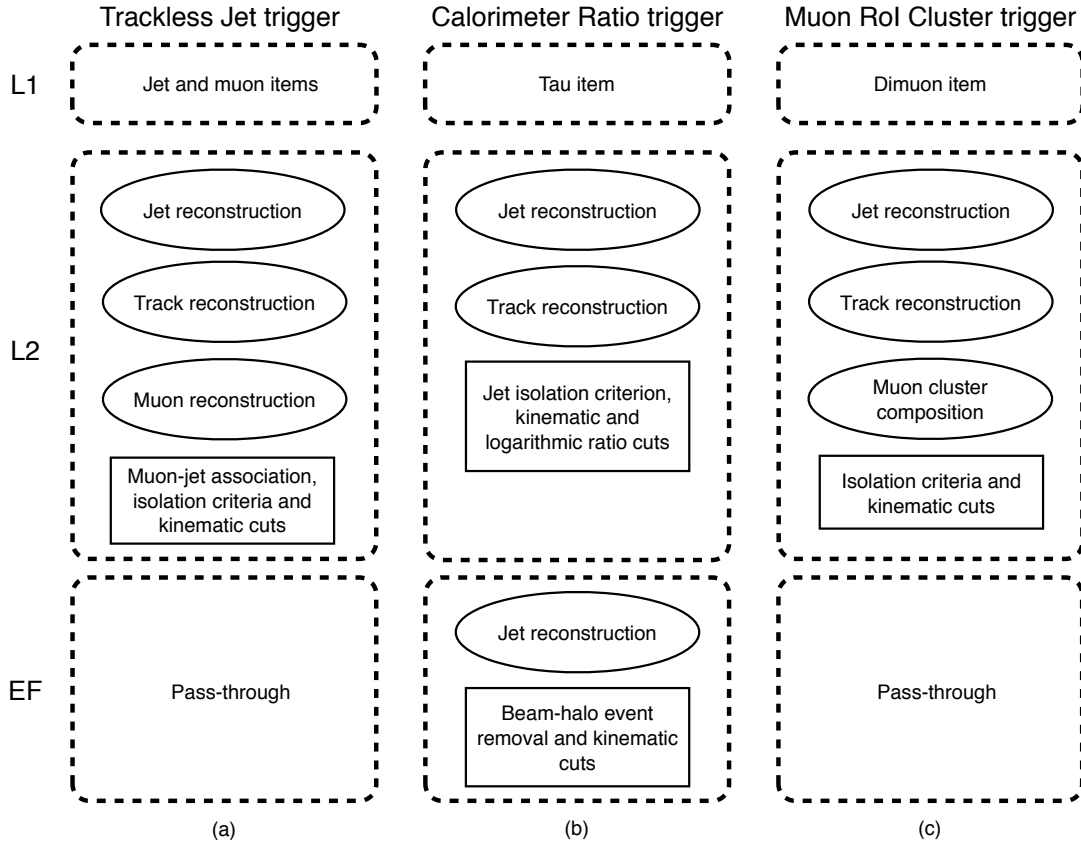 Trackless Jet trigger
Calorimeter Ratio trigger
Muon RoI Cluster trigger
L1
Jet and muon items
Tau item
Dimuon item
L2
Jet reconstruction
Track reconstruction
Muon reconstruction
Muon-jet association,
isolation criteria and
kinematic cuts
Jet reconstruction
Track reconstruction
Jet isolation criterion,
kinematic and
logarithmic ratio cuts
Jet reconstruction
Track reconstruction
Muon cluster
composition
Isolation criteria and
kinematic cuts
EF
Pass-through
Jet reconstruction
Beam-halo event
removal and kinematic
cuts
Pass-through
(a)
(b)
(c)